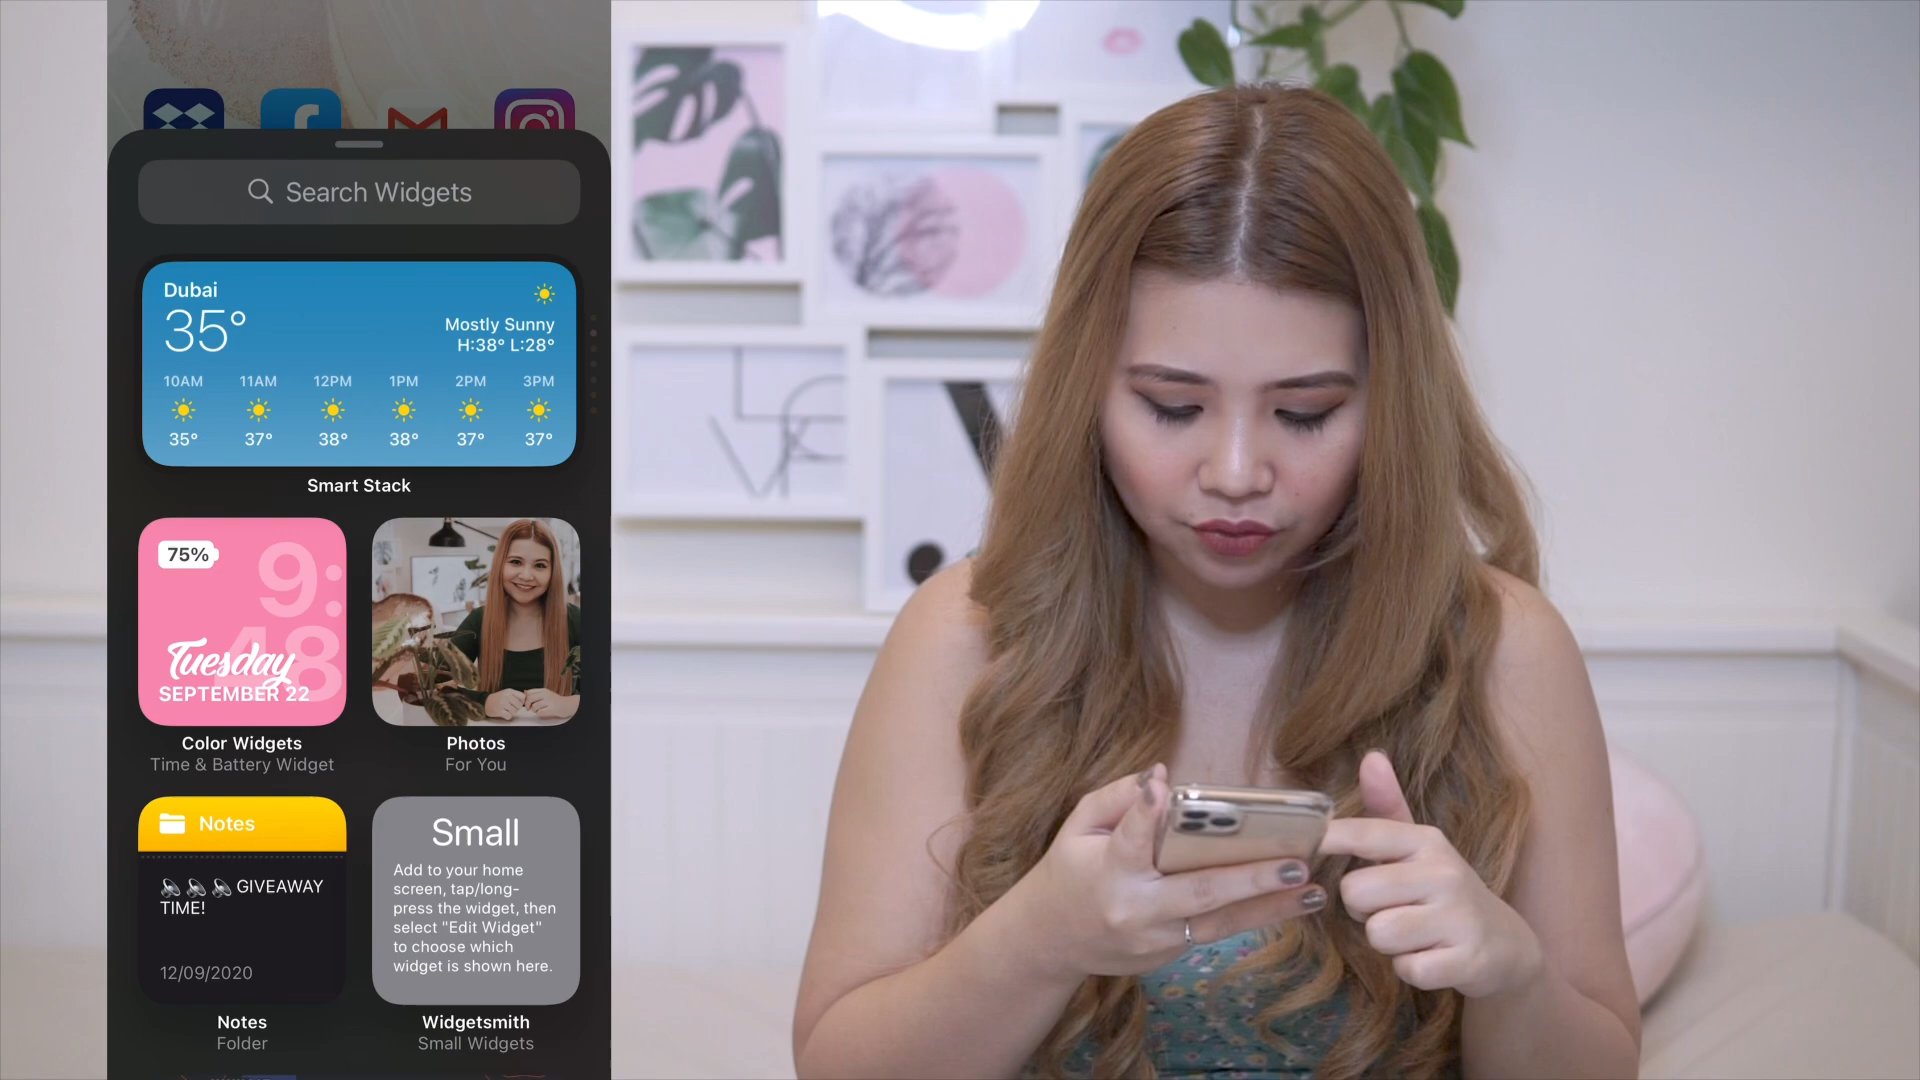 Search Widgets
Dubai
35°
Mostly Sunny
H:38° L:28°
10AM 11AM 12PM 1PM 2PM 3PM
35° 37° 38° 38° 37° 37°
Smart Stack
75%
9:
48
Tuesday
SEPTEMBER 22
Color Widgets
Time & Battery Widget
Photos
For You
Notes
GIVEAWAY
TIME!
12/09/2020
Notes
Folder
Small
Add to your home
screen, tap/long-
press the widget, then
select "Edit Widget"
to choose which
widget is shown here.
Widgetsmith
Small Widgets